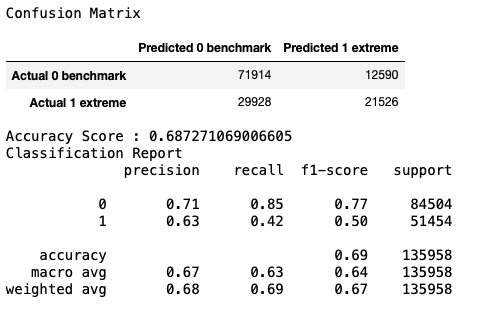 Confusion Matrix
Predicted 0 benchmark Predicted 1 extreme
Actual 0 benchmark 71914 12590
Actual 1 extreme 29928 21526
Accuracy Score : 0.687271069006605
Classification Report
precision recall f1-score support
0 0.71 0.85 0.77 84504
1 0.63 0.42 0.50 51454
accuracy 0.69 135958
macro avg 0.67 0.63 0.64 135958
weighted avg 0.68 0.69 0.67 135958